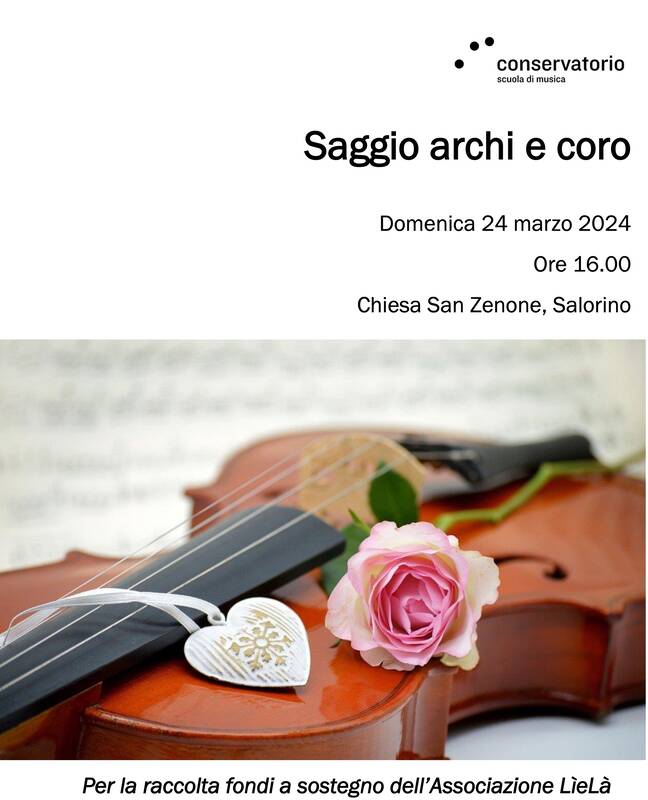 conservatorio
scuola di musica
Saggio archi e coro
Domenica 24 marzo 2024
Ore 16.00
Chiesa San Zenone, Salorino
Per la raccolta fondi a sostegno dell'Associazione LìeLà